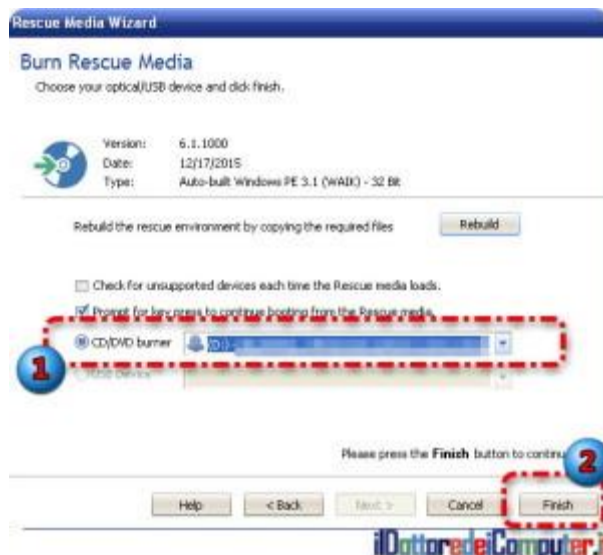 Rescue Media Wizard
Burn Rescue Media
Choose your optical/USB device and click finish.
Version: 6.1.1000
Date: 12/17/2015
Type: Auto-built Windows PE 3.1 (WAIK) - 32 Bit
Rebuild the rescue environment by copying the required files Rebuild
Check for unsupported devices each time the Rescue media loads.
Prompt for key press to continue booting from the Rescue media.
1 CD/DVD burner (D:) -
USB Device
Please press the Finish button to continu
2
Help < Back Next > Cancel Finish
ilDottoredeiComputer.i